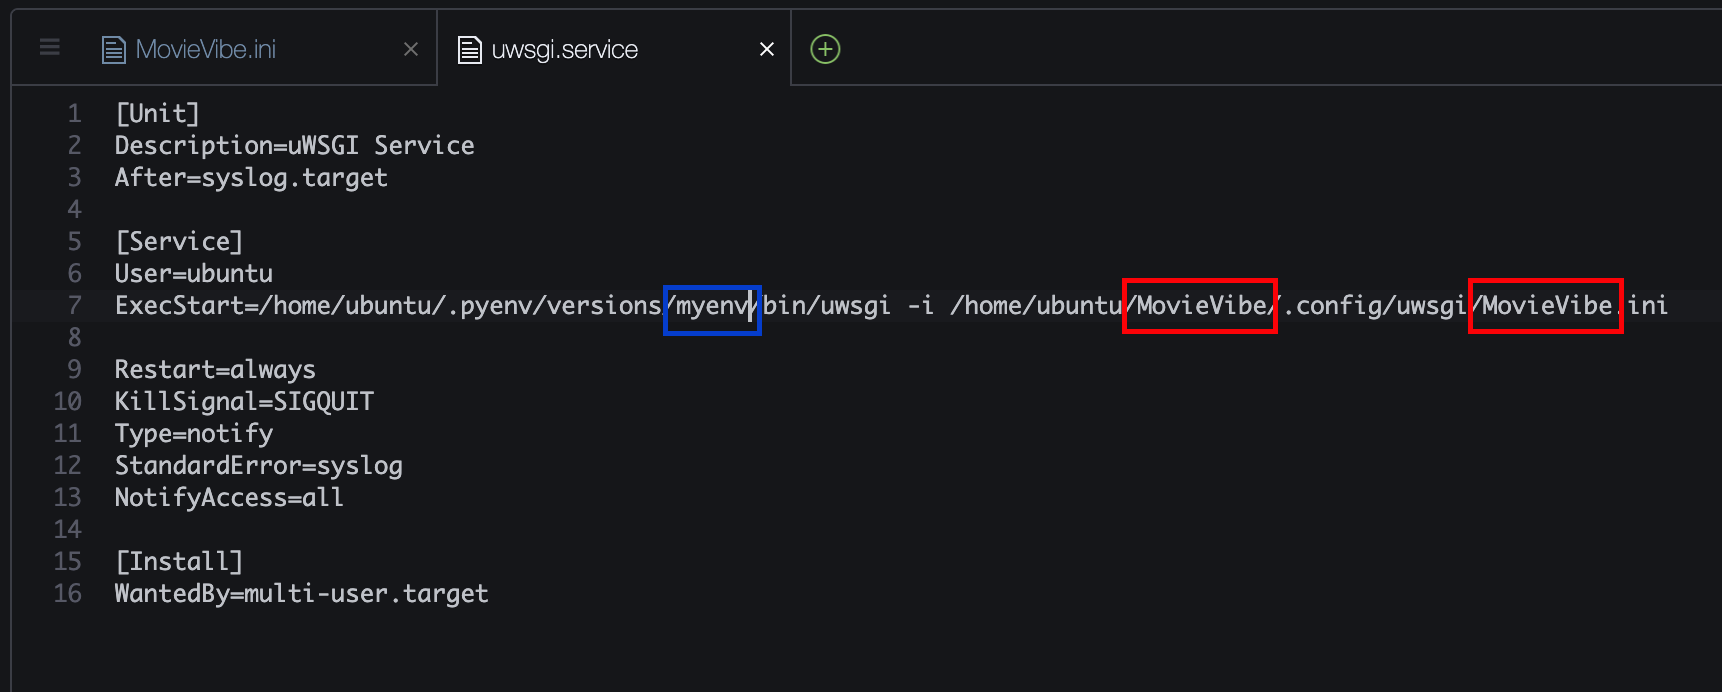 MovieVibe.ini
uwsgi.service
1 [Unit]
2 Description=uWSGI Service
3 After=syslog.target
4
5 [Service]
6 User=ubuntu
7 ExecStart=/home/ubuntu/.pyenv/versions/myenv/bin/uwsgi -i /home/ubuntu/MovieVibe/.config/uwsgi/MovieVibe.ini
8
9 Restart=always
10 KillSignal=SIGQUIT
11 Type=notify
12 StandardError=syslog
13 NotifyAccess=all
14
15 [Install]
16 WantedBy=multi-user.target